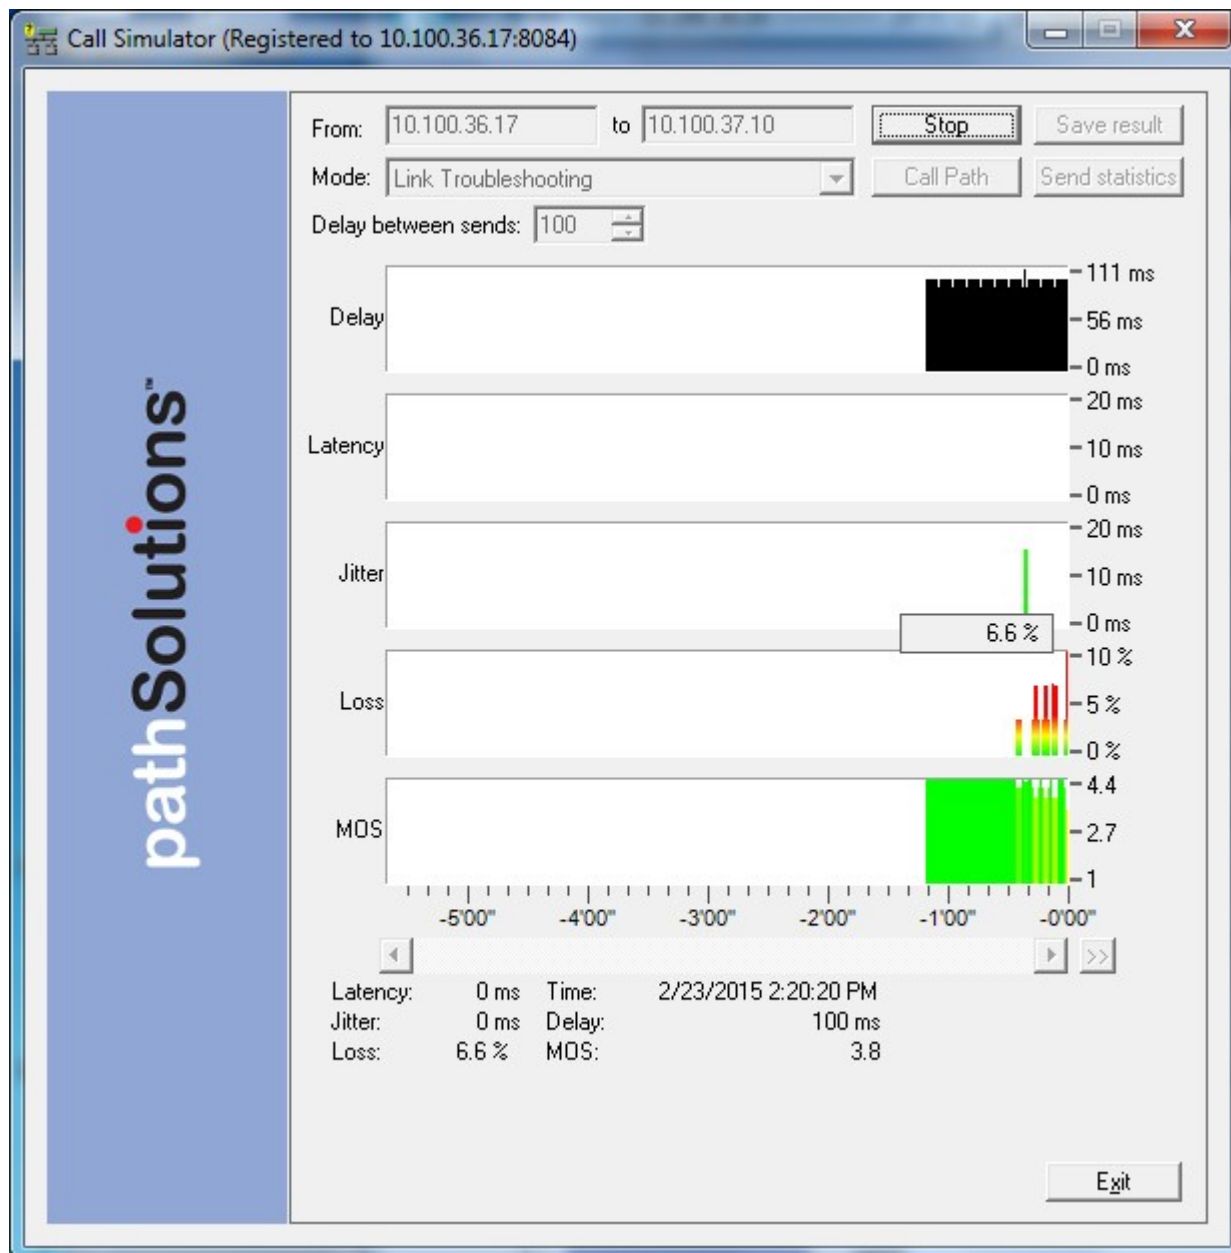 Call Simulator (Registered to 10.100.36.17:8084)
pathSolutions™
From: 10.100.36.17 to 10.100.37.10 Stop Save result
Mode: Link Troubleshooting Call Path Send statistics
Delay between sends: 100
Delay
111 ms
56 ms
0 ms
Latency
20 ms
10 ms
0 ms
Jitter
20 ms
10 ms
0 ms
6.6 %
Loss
10 %
5 %
0 %
MOS
4.4
2.7
1
-5'00" -4'00" -3'00" -2'00" -1'00" -0'00"
>>
Latency: 0 ms Time: 2/23/2015 2:20:20 PM
Jitter: 0 ms Delay: 100 ms
Loss: 6.6 % MOS: 3.8
Exit